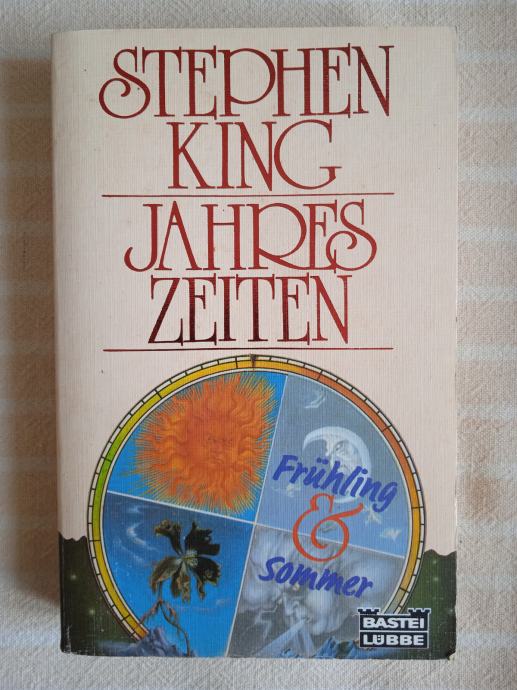 STEPHEN
KING
JAHRES
ZEITEN
Frühling
&
Sommer
BASTEI
LÜBBE